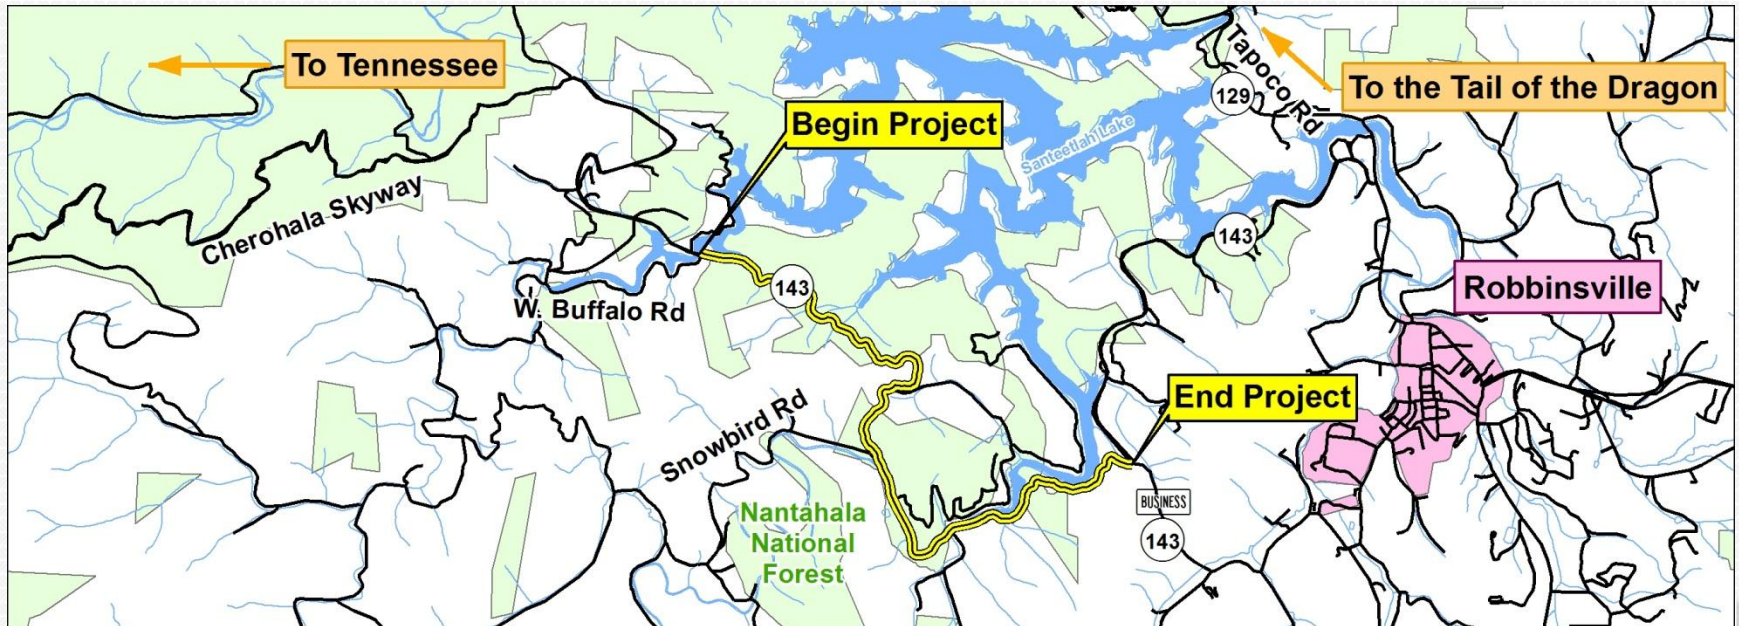 To Tennessee
Tapoco Rd
129
To the Tail of the Dragon
Begin Project
Santeetlah Lake
Cherohala Skyway
143
143
W. Buffalo Rd
Robbinsville
End Project
Snowbird Rd
BUSINESS
143
Nantahala
National
Forest